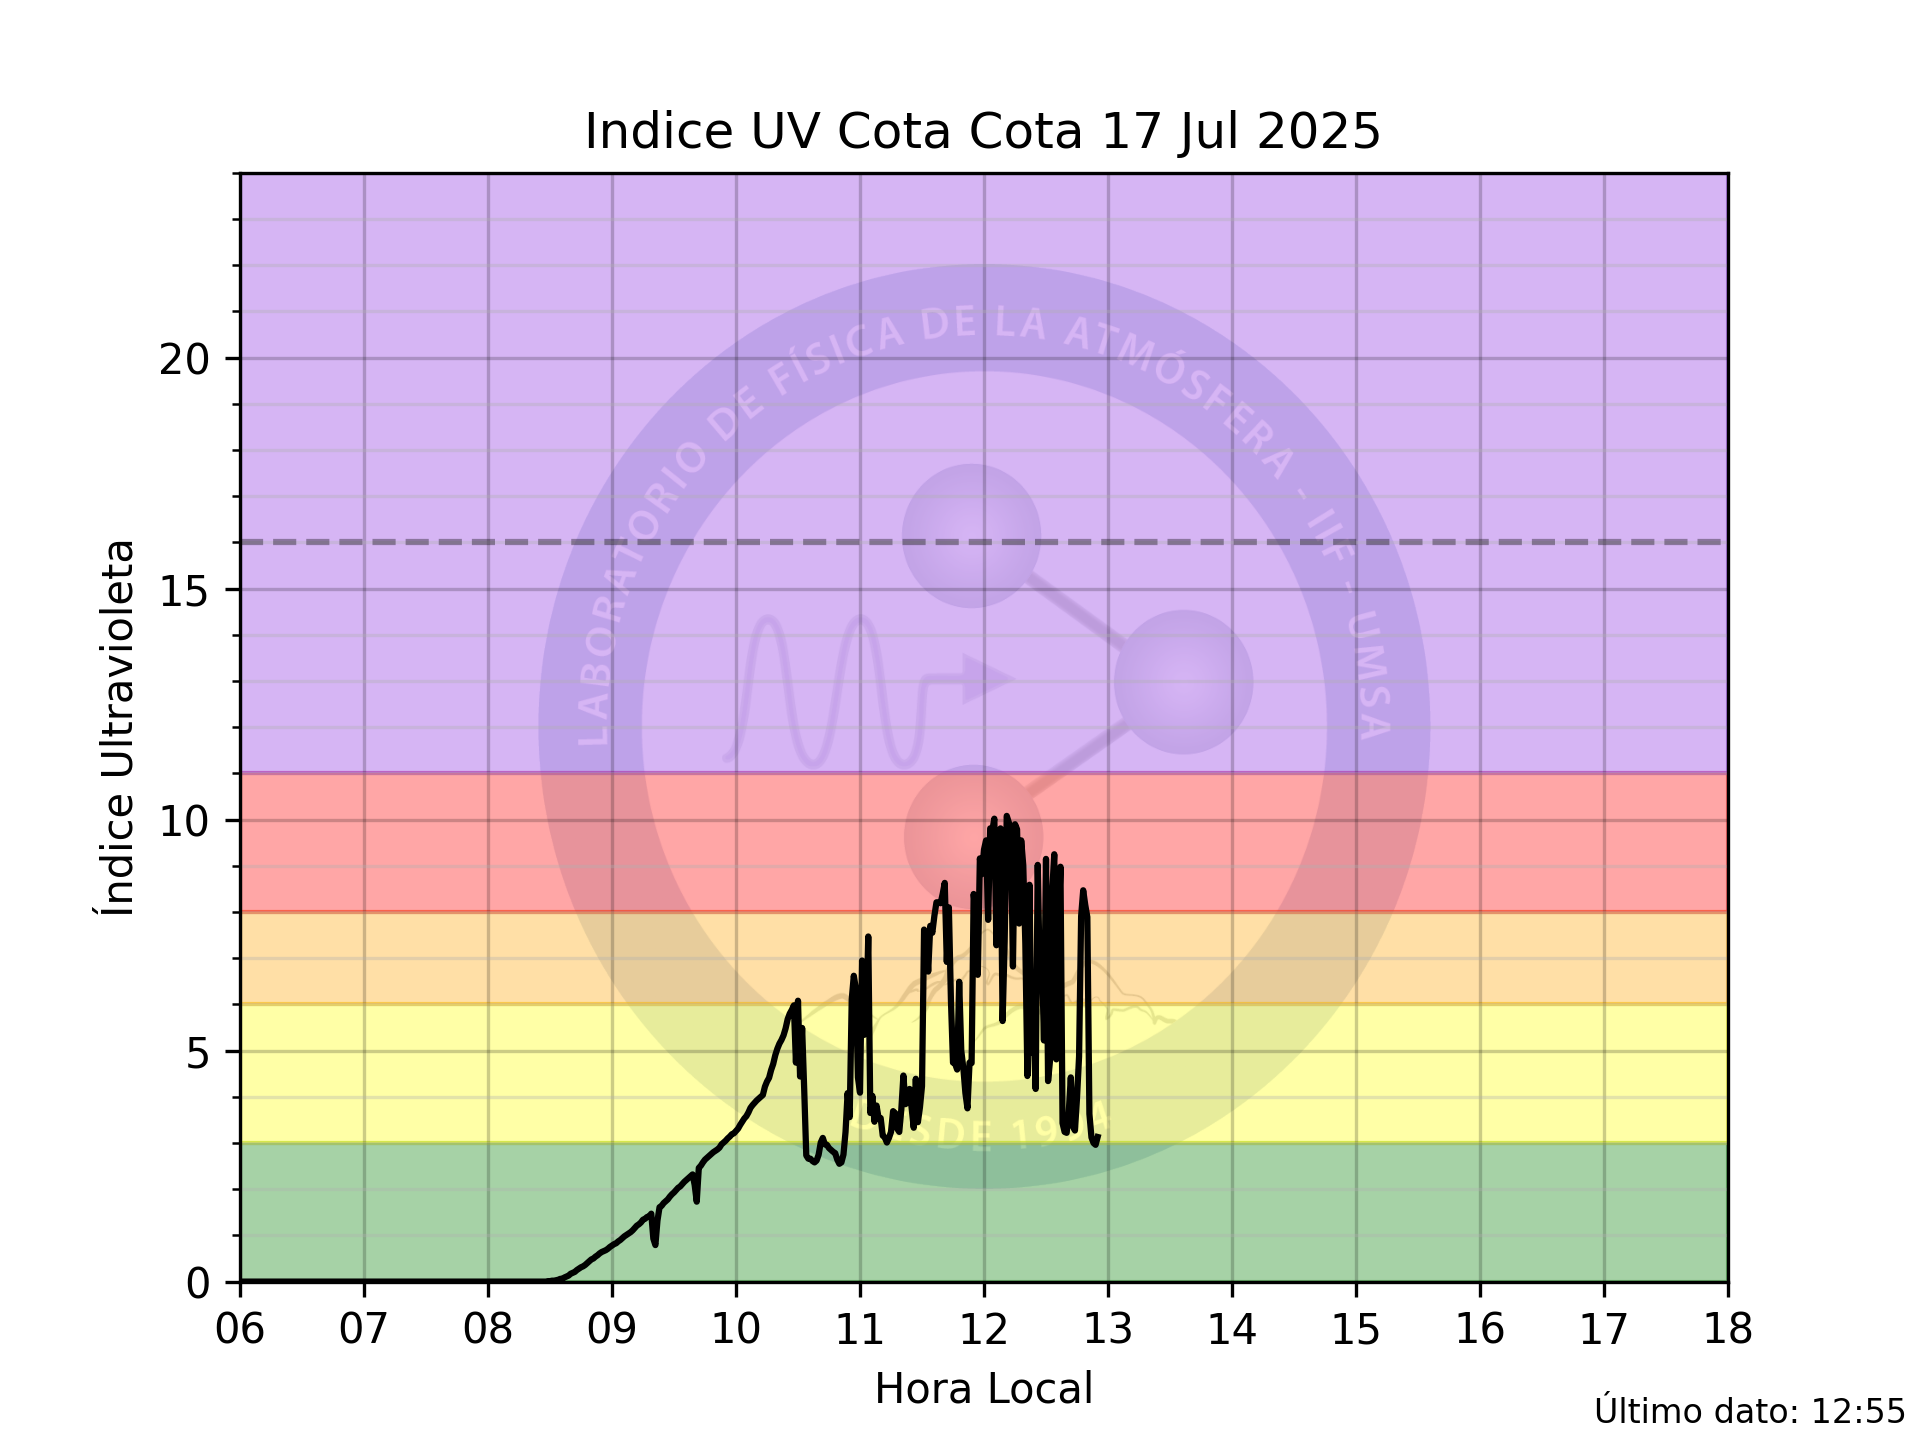 Indice UV Cota Cota 17 Jul 2025
LABORATORIO DE FÍSICA DE LA ATMÓSFERA - IIF - UMSA
20
15
10
5
0
Índice Ultravioleta
DESDE 1994
06 07 08 09 10 11 12 13 14 15 16 17 18
Hora Local
Último dato: 12:55